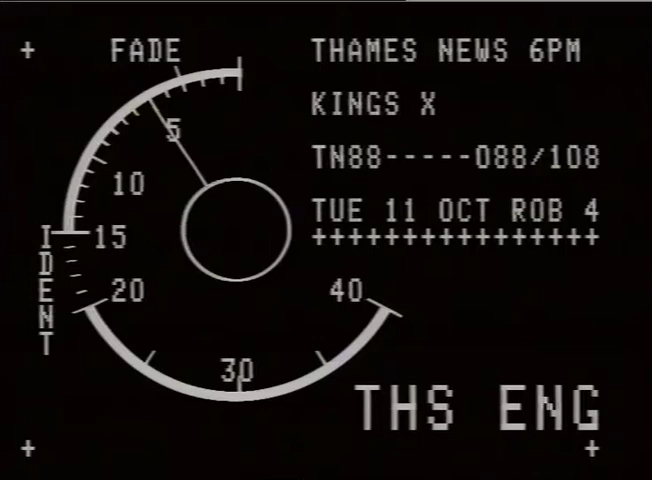 FADE
THAMES NEWS 6PM
KINGS X
TN88-----088/108
TUE 11 OCT ROB 4
++++++++++++++++
5
10
15
20
30
40
IDENT
THS ENG